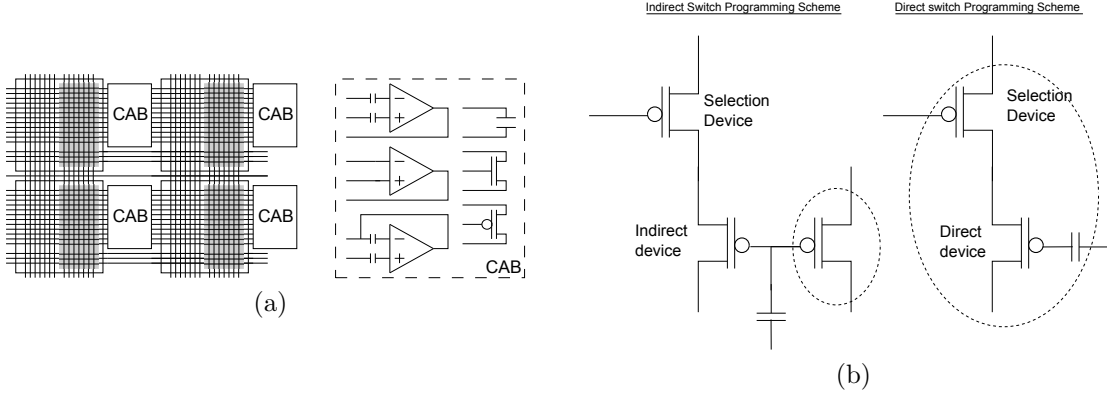 Indirect Switch Programming Scheme
Direct switch Programming Scheme
CAB
CAB
CAB
CAB
CAB
(a)
Selection
Device
Indirect
device
Selection
Device
Direct
device
(b)